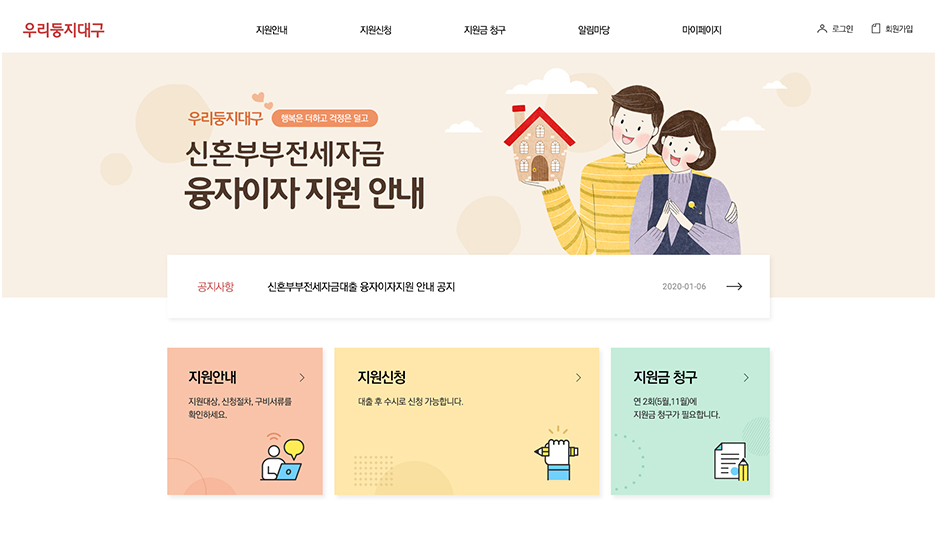 우리둥지대구
지원안내
지원신청
지원금 청구
알림마당
마이페이지
로그인
회원가입
우리둥지대구 행복은 더하고 걱정은 덜고
신혼부부전세자금
융자이자 지원 안내
공지사항 신혼부부전세자금대출 융자이자지원 안내 공지 2020-01-06
지원안내
지원대상, 신청절차, 구비서류를
확인하세요.
지원신청
대출 후 수시로 신청 가능합니다.
지원금 청구
연 2회(5월,11월)에
지원금 청구가 필요합니다.